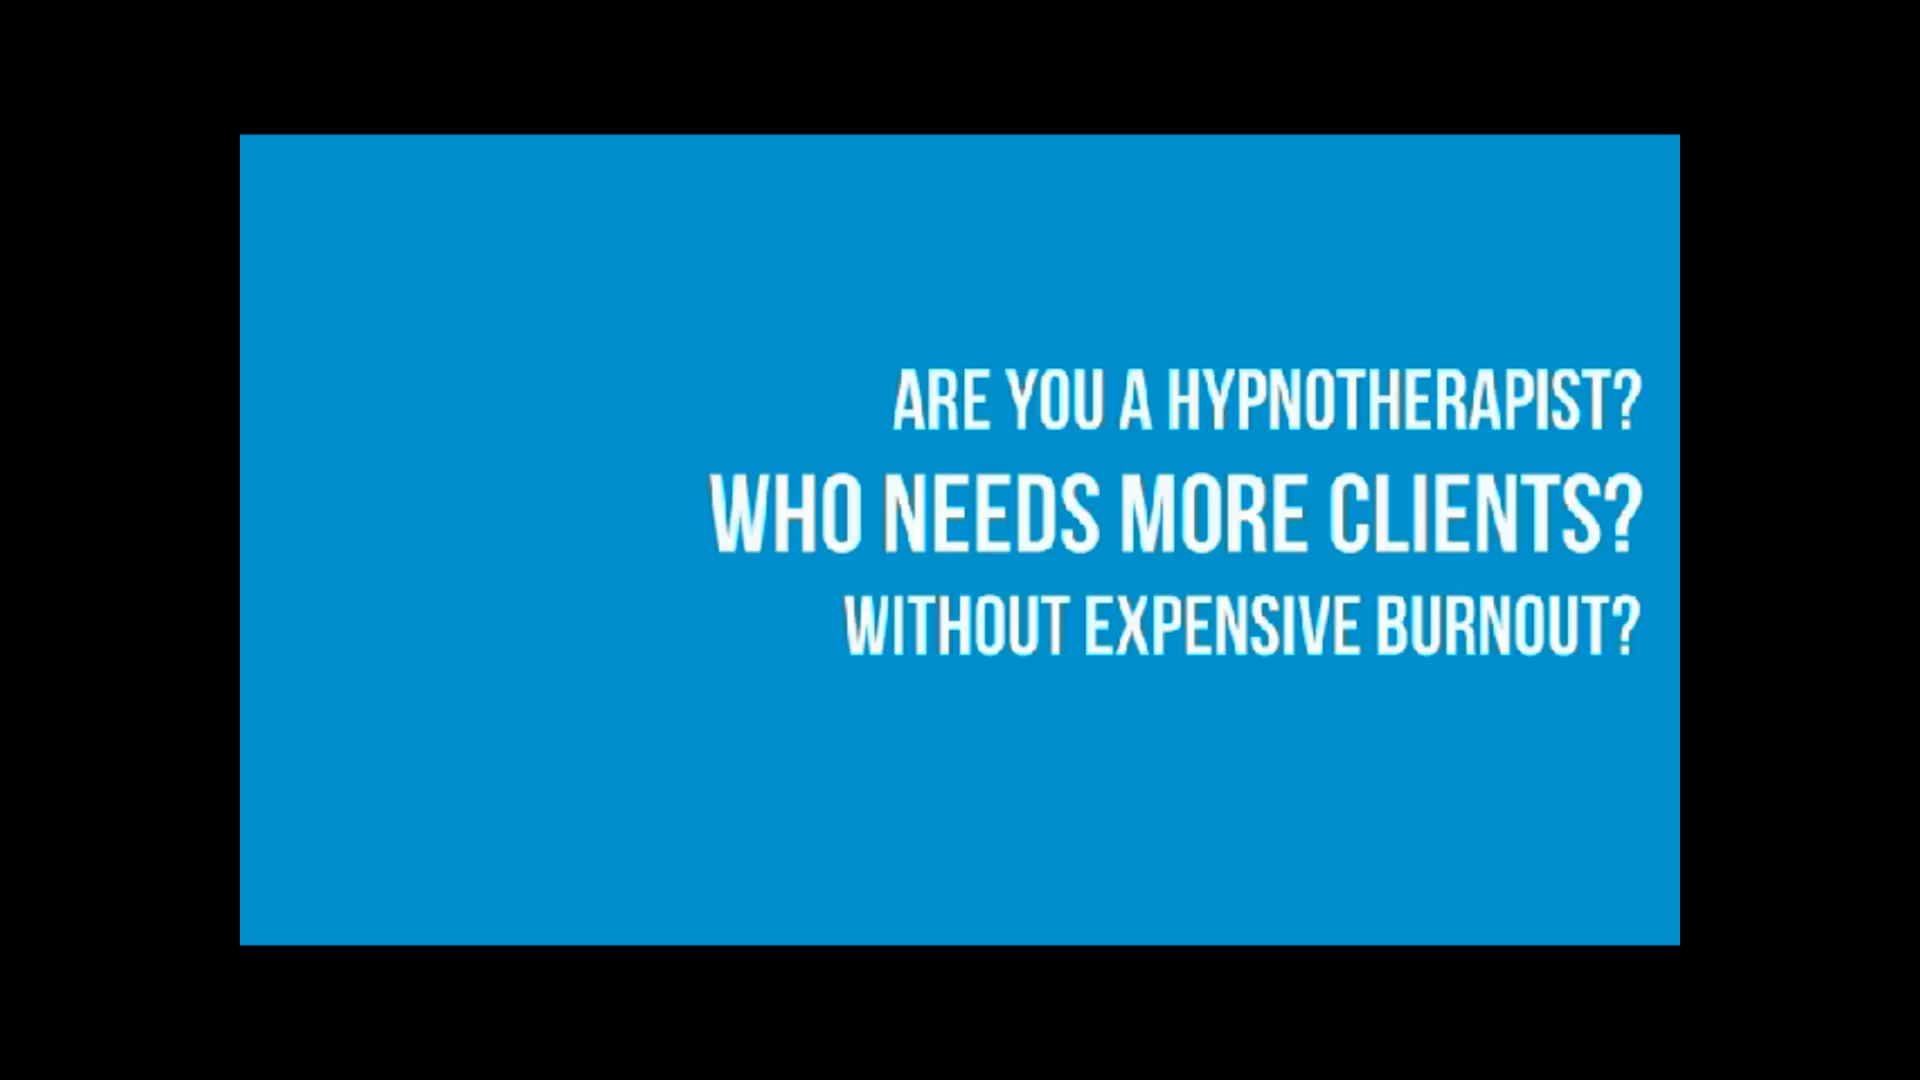 ARE YOU A HYPNOTHERAPIST?
WHO NEEDS MORE CLIENTS?
WITHOUT EXPENSIVE BURNOUT?